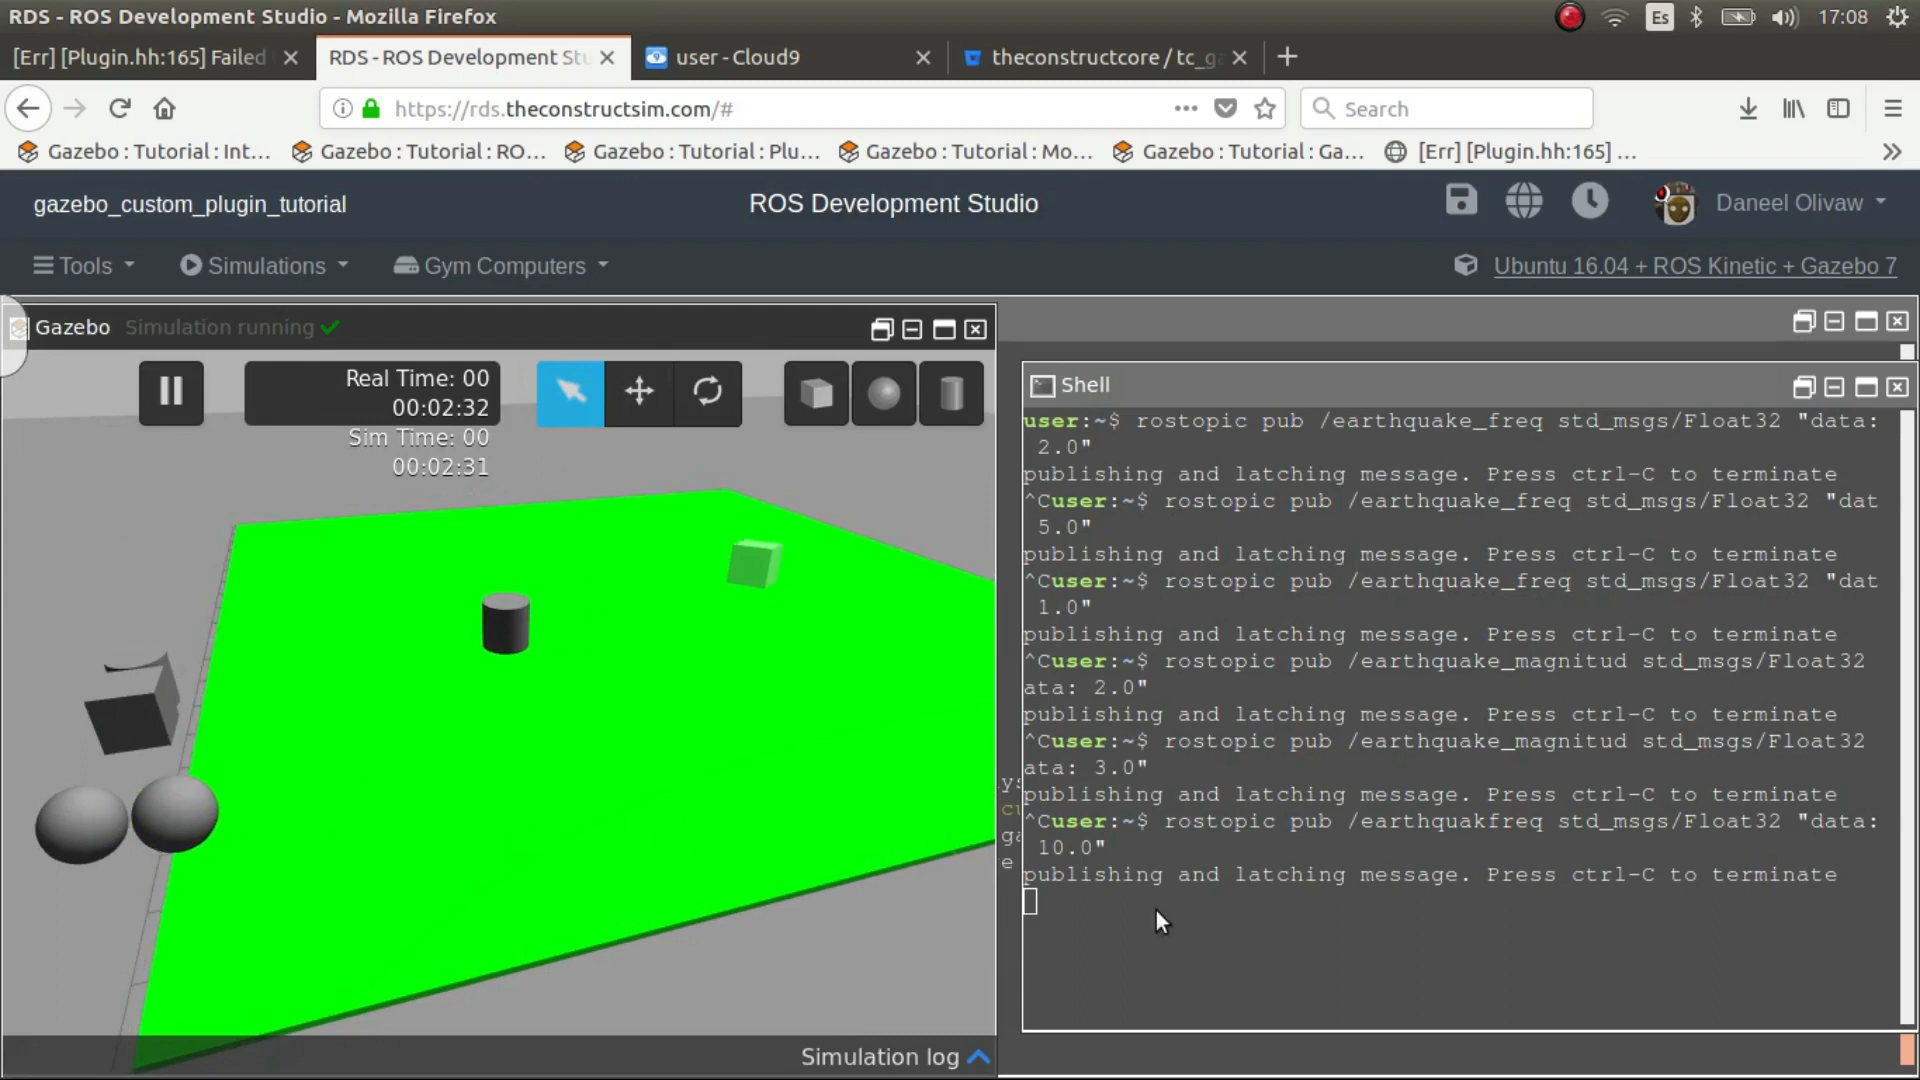 RDS - ROS Development Studio - Mozilla Firefox
Es
17:08
[Err] [Plugin.hh:165] Failed
RDS - ROS Development Stu
user - Cloud9
theconstructcore / tc_ga
https://rds.theconstructsim.com/#
Search
Gazebo : Tutorial : Int...
Gazebo : Tutorial : RO...
Gazebo : Tutorial : Plu...
Gazebo : Tutorial : Mo...
Gazebo : Tutorial : Ga...
[Err] [Plugin.hh:165] ...
gazebo_custom_plugin_tutorial
ROS Development Studio
Daneel Olivaw
Tools
Simulations
Gym Computers
Ubuntu 16.04 + ROS Kinetic + Gazebo 7
Gazebo Simulation running
Real Time: 00
00:02:32
Sim Time: 00
00:02:31
Simulation log
Shell
user:~$ rostopic pub /earthquake_freq std_msgs/Float32 "data:
2.0"
publishing and latching message. Press ctrl-C to terminate
^Cuser:~$ rostopic pub /earthquake_freq std_msgs/Float32 "dat
5.0"
publishing and latching message. Press ctrl-C to terminate
^Cuser:~$ rostopic pub /earthquake_freq std_msgs/Float32 "dat
1.0"
publishing and latching message. Press ctrl-C to terminate
^Cuser:~$ rostopic pub /earthquake_magnitud std_msgs/Float32
ata: 2.0"
publishing and latching message. Press ctrl-C to terminate
^Cuser:~$ rostopic pub /earthquake_magnitud std_msgs/Float32
ata: 3.0"
publishing and latching message. Press ctrl-C to terminate
^Cuser:~$ rostopic pub /earthquakfreq std_msgs/Float32 "data:
10.0"
publishing and latching message. Press ctrl-C to terminate